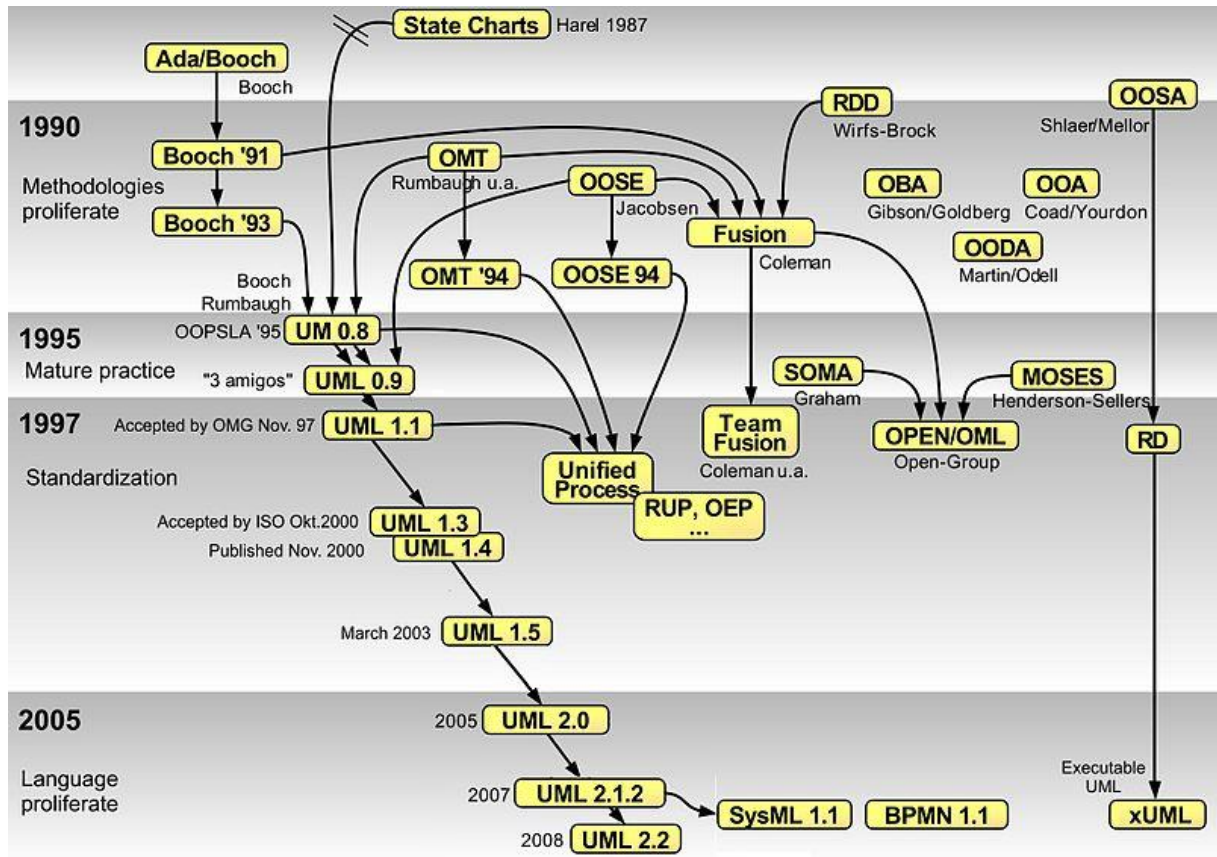 State Charts
Harel 1987
Ada/Booch
Booch
RDD
Wirfs-Brock
OOSA
Shlaer/Mellor
1990
Methodologies
proliferate
Booch '91
OMT
Rumbaugh u.a.
OOSE
Jacobsen
OBA
Gibson/Goldberg
OOA
Coad/Yourdon
Booch '93
Fusion
Coleman
OODA
Martin/Odell
OMT '94
OOSE 94
Booch
Rumbaugh
OOPSLA '95
UM 0.8
1995
Mature practice
"3 amigos"
UML 0.9
SOMA
Graham
MOSES
Henderson-Sellers
1997
Standardization
Accepted by OMG Nov. 97
UML 1.1
Team
Fusion
Coleman u.a.
OPEN/OML
Open-Group
RD
Unified
Process
RUP, OEP
...
Accepted by ISO Okt.2000
UML 1.3
Published Nov. 2000
UML 1.4
March 2003
UML 1.5
2005
Language
proliferate
2005
UML 2.0
2007
UML 2.1.2
2008
UML 2.2
SysML 1.1
BPMN 1.1
Executable
UML
xUML